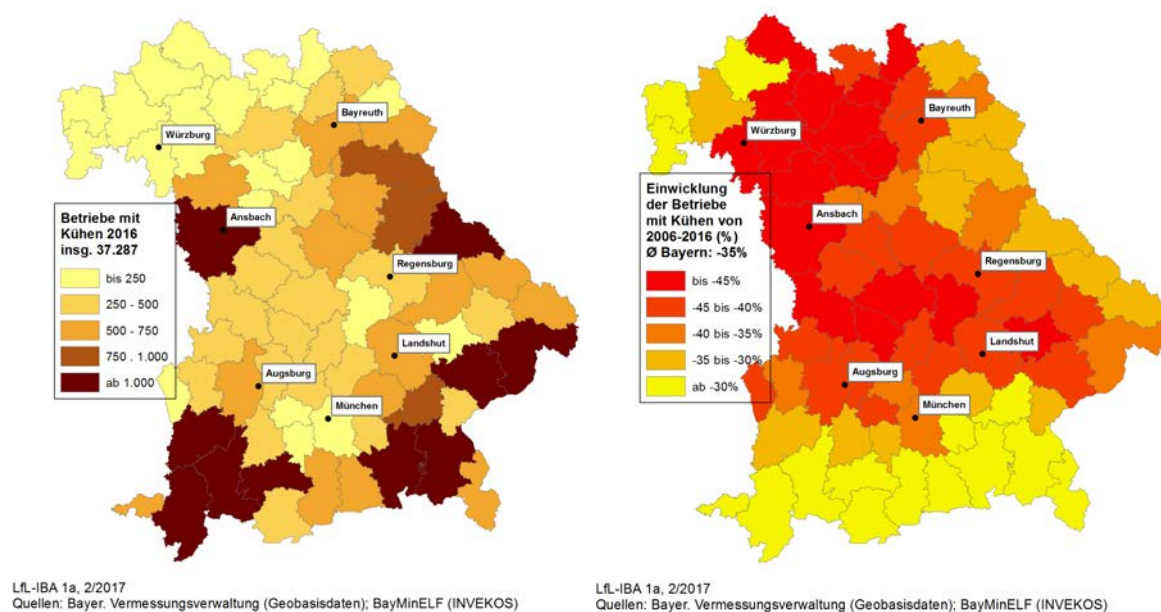 Bayreuth
Würzburg
Betriebe mit
Kühen 2016
insg. 37.287
bis 250
250 - 500
500 - 750
750 . 1.000
ab 1.000
Ansbach
Regensburg
Landshut
Augsburg
München
LfL-IBA 1a, 2/2017
Quellen: Bayer. Vermessungsverwaltung (Geobasisdaten); BayMinELF (INVEKOS)
Bayreuth
Würzburg
Einwicklung
der Betriebe
mit Kühen von
2006-2016 (%)
Ø Bayern: -35%
bis -45%
-45 bis -40%
-40 bis -35%
-35 bis -30%
ab -30%
Ansbach
Regensburg
Landshut
Augsburg
München
LfL-IBA 1a, 2/2017
Quellen: Bayer. Vermessungsverwaltung (Geobasisdaten); BayMinELF (INVEKOS)